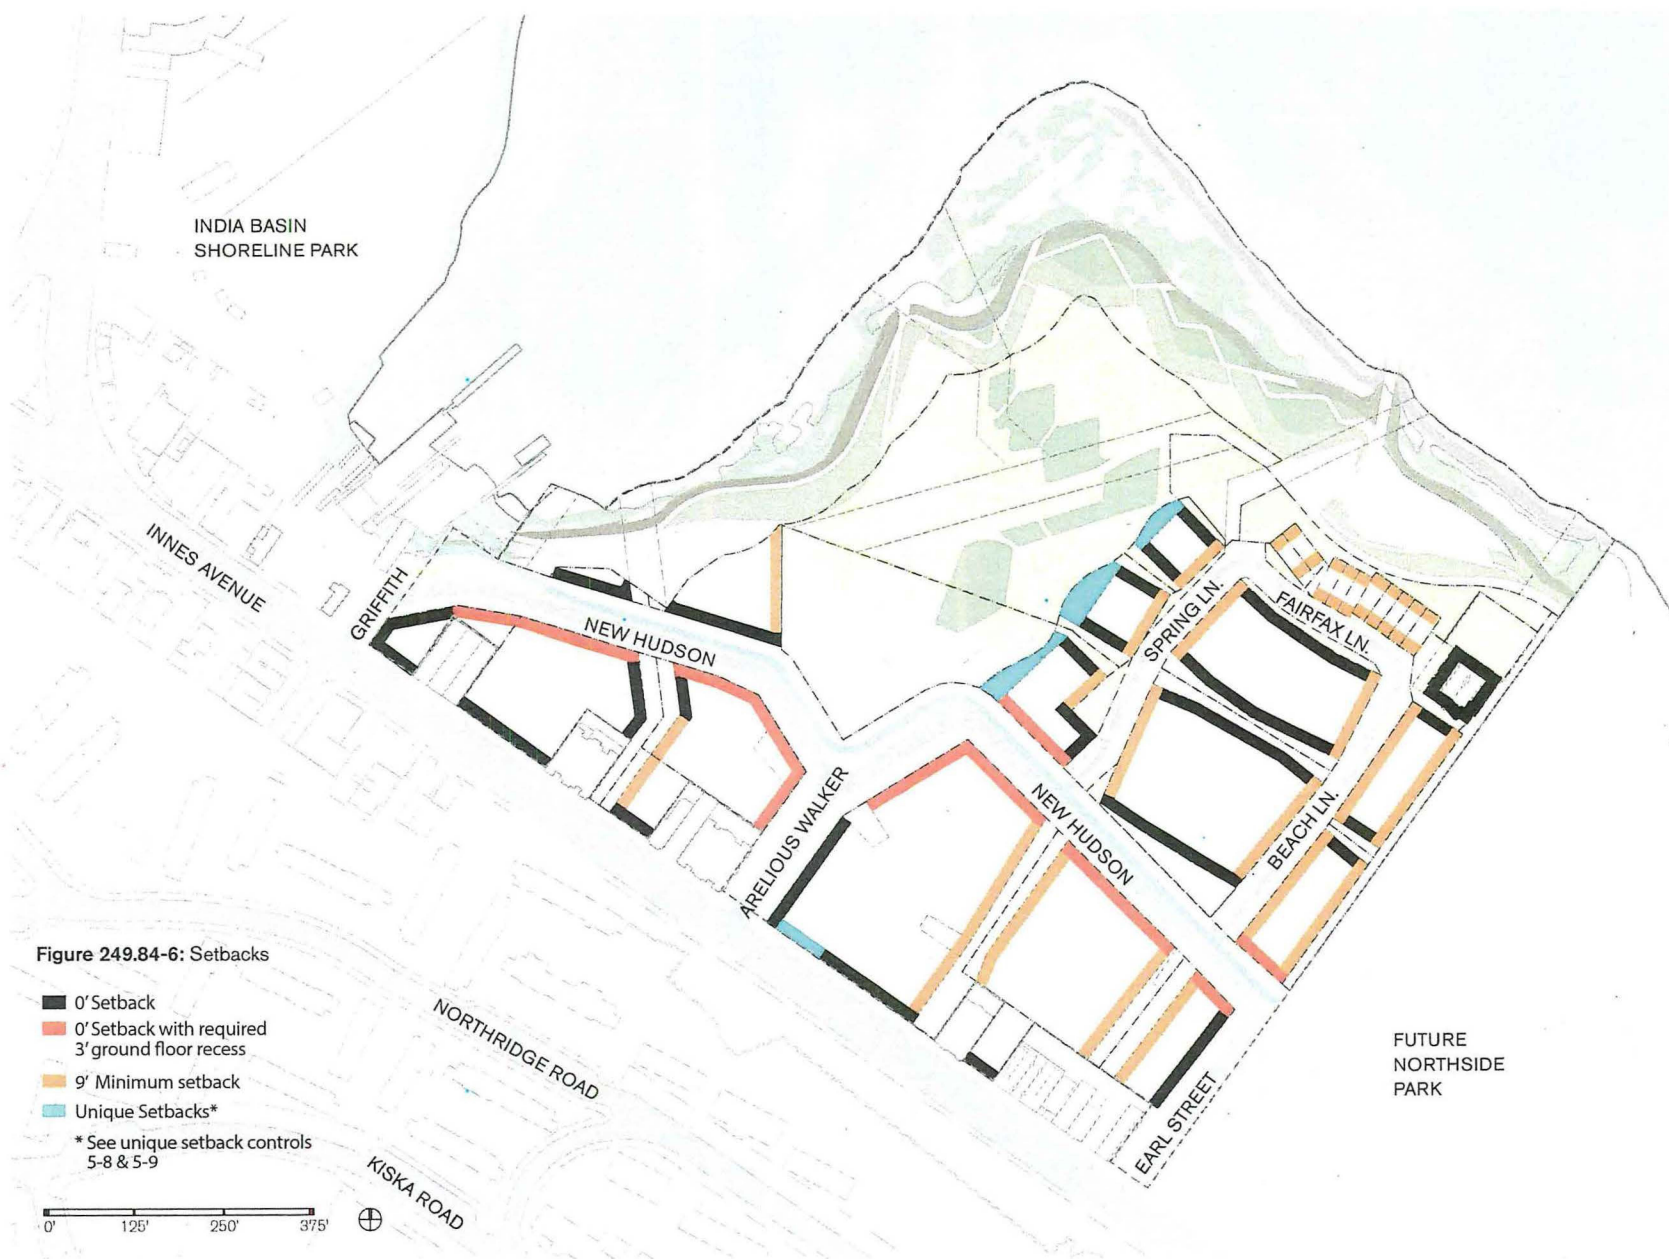 INDIA BASIN
SHORELINE PARK
INNES AVENUE
GRIFFITH
NEW HUDSON
SPRING LN.
FAIRFAX LN.
ARELIOUS WALKER
NEW HUDSON
BEACH LN.
Figure 249.84-6: Setbacks
0' Setback
0' Setback with required
3' ground floor recess
9' Minimum setback
Unique Setbacks*
* See unique setback controls
5-8 & 5-9
0' 125' 250' 375'
NORTHRIDGE ROAD
KISKA ROAD
EARL STREET
FUTURE
NORTHSIDE
PARK